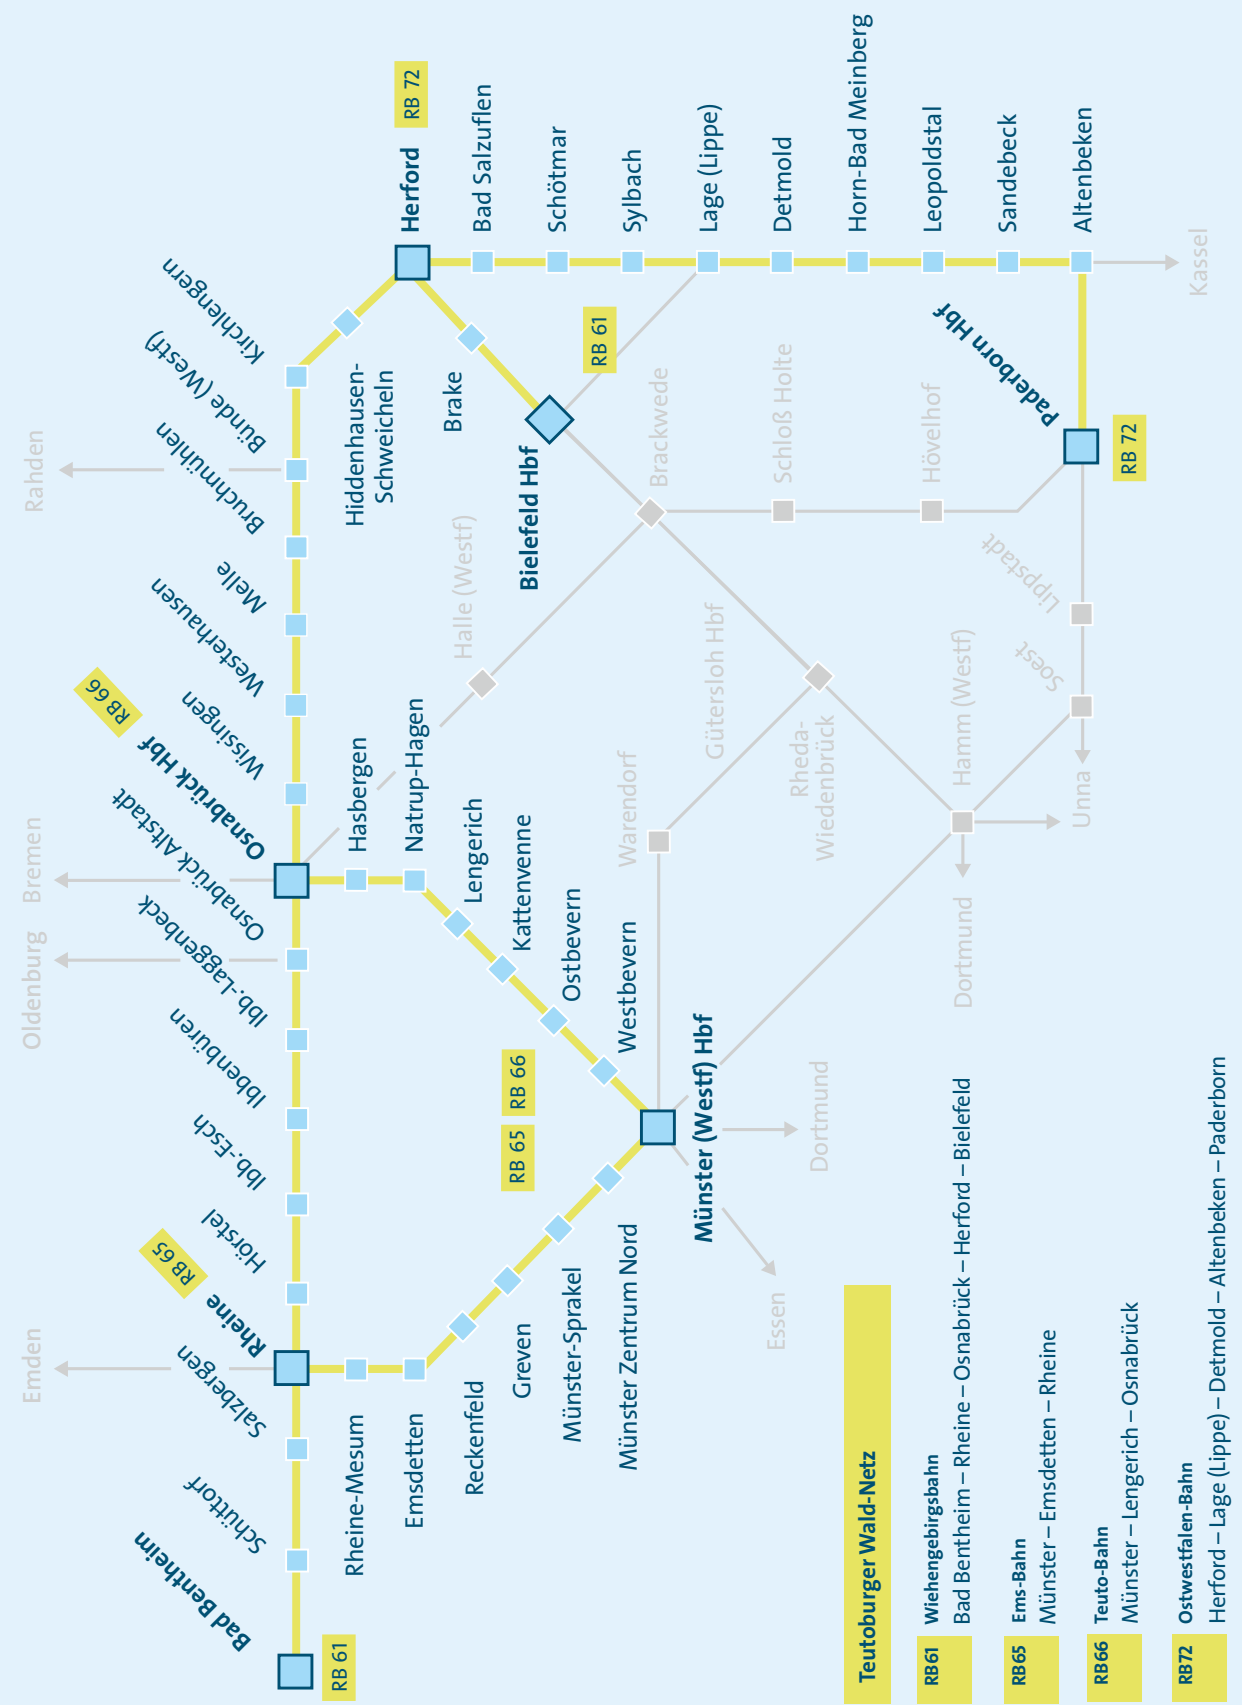 Emden
Oldenburg
Bremen
Rahden
RB 61
Bad Bentheim
Schüttorf
Salzbergen
Rheine
RB 65
Hörstel
Ibb.-Esch
Ibbenbüren
Ibb.-Laggenbeck
Osnabrück Altstadt
Osnabrück Hbf
RB 66
Wissingen
Westerhausen
Melle
Bruchmühlen
Bünde (Westf)
Kirchlengern
Hiddenhausen-
Schweicheln
Herford
RB 72
Rheine-Mesum
Emsdetten
Reckenfeld
Greven
Münster-Sprakel
Münster Zentrum Nord
RB 65
RB 66
Münster (Westf) Hbf
Hasbergen
Natrup-Hagen
Lengerich
Kattenvenne
Ostbevern
Westbevern
Halle (Westf)
Brake
Bielefeld Hbf
RB 61
Bad Salzuflen
Schötmar
Sylbach
Lage (Lippe)
Detmold
Horn-Bad Meinberg
Leopoldstal
Sandebeck
Altenbeken
Kassel
Brackwede
Schloß Holte
Hövelhof
Paderborn Hbf
RB 72
Warendorf
Gütersloh Hbf
Rheda-
Wiedenbrück
Hamm (Westf)
Lippstadt
Soest
Unna
Dortmund
Dortmund
Essen
Teutoburger Wald-Netz
RB61
Wiehengebirgsbahn
Bad Bentheim – Rheine – Osnabrück – Herford – Bielefeld
RB65
Ems-Bahn
Münster – Emsdetten – Rheine
RB66
Teuto-Bahn
Münster – Lengerich – Osnabrück
RB72
Ostwestfalen-Bahn
Herford – Lage (Lippe) – Detmold – Altenbeken – Paderborn